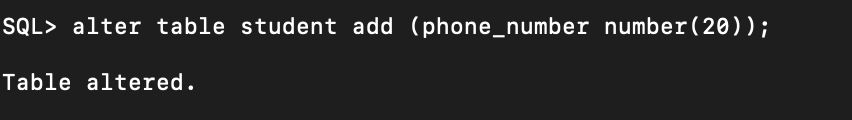 SQL> alter table student add (phone_number number(20));
Table altered.